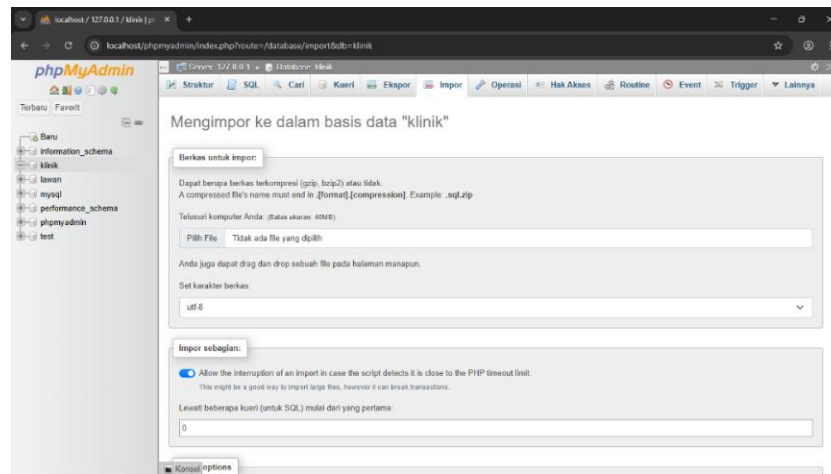 localhost / 127.0.0.1 / klinik | ph
localhost/phpmyadmin/index.php?route=/database/import&db=klinik
phpMyAdmin
Terbaru Favorit
Baru
information_schema
klinik
lawan
mysql
performance_schema
phpmyadmin
test
Server: 127.0.0.1 » Database: klinik
Struktur SQL Cari Kueri Ekspor Impor Operasi Hak Akses Routine Event Trigger Lainnya
Mengimpor ke dalam basis data "klinik"
Berkas untuk impor:
Dapat berupa berkas terkompresi (gzip, bzip2) atau tidak.
A compressed file's name must end in .[format].[compression]. Example: .sql.zip
Telusuri komputer Anda: (Batas ukuran: 40MB)
Pilih File Tidak ada file yang dipilih
Anda juga dapat drag dan drop sebuah file pada halaman manapun.
Set karakter berkas:
utf-8
Impor sebagian:
Allow the interruption of an import in case the script detects it is close to the PHP timeout limit.
This might be a good way to import large files, however it can break transactions.
Lewati beberapa kueri (untuk SQL) mulai dari yang pertama:
0
Konsol options